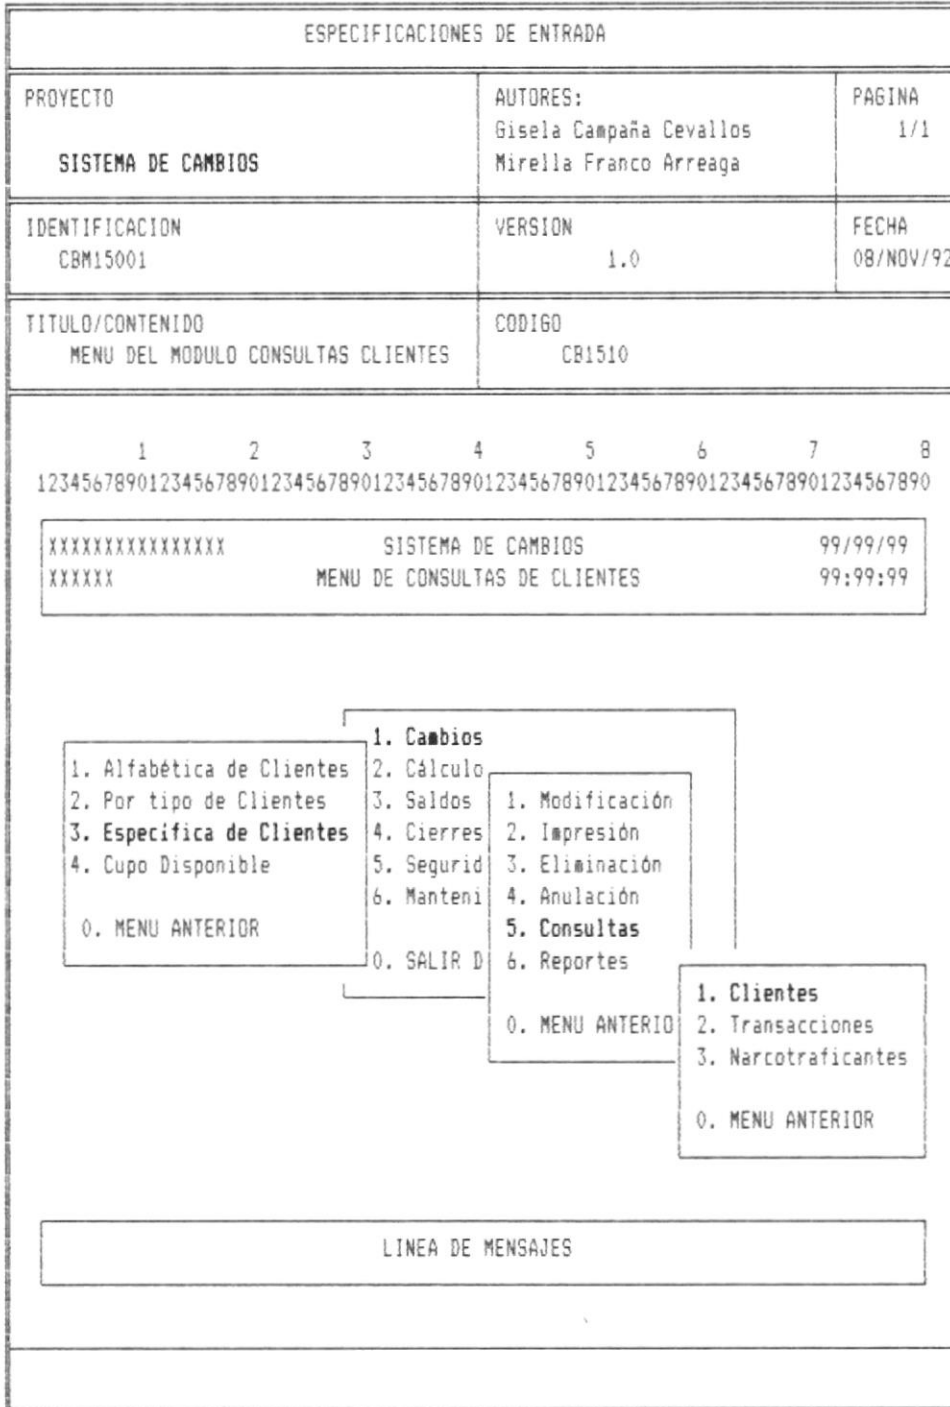 ESPECIFICACIONES DE ENTRADA
PROYECTO
SISTEMA DE CAMBIOS
AUTORES:
Gisela Campaña Cevallos
Mirella Franco Arreaga
PAGINA
1/1
IDENTIFICACION
CBM15001
VERSION
1.0
FECHA
08/NOV/92
TITULO/CONTENIDO
MENU DEL MODULO CONSULTAS CLIENTES
CODIGO
CB1510
1 2 3 4 5 6 7 8
12345678901234567890123456789012345678901234567890123456789012345678901234567890
XXXXXXXXXXXXXXXX SISTEMA DE CAMBIOS 99/99/99
XXXXXX MENU DE CONSULTAS DE CLIENTES 99:99:99
1. Alfabética de Clientes
2. Por tipo de Clientes
3. Específica de Clientes
4. Cupo Disponible
0. MENU ANTERIOR
1. Cambios
2. Cálculo
3. Saldos
4. Cierres
5. Segurid
6. Manteni
0. SALIR D
1. Modificación
2. Impresión
3. Eliminación
4. Anulación
5. Consultas
6. Reportes
0. MENU ANTERIO
1. Clientes
2. Transacciones
3. Narcotraficantes
0. MENU ANTERIOR
LINEA DE MENSAJES